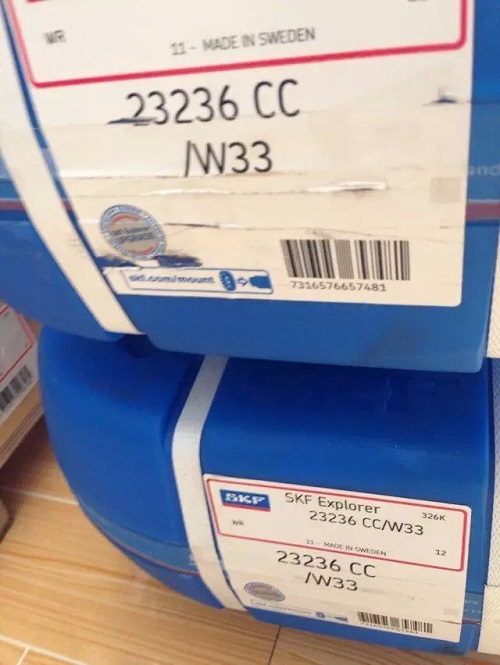 WR
11 - MADE IN SWEDEN
23236 CC
/W33
skf.com/mount
7316576657481
SKF
SKF Explorer
326K
23236 CC/W33
WR
11 - MADE IN SWEDEN
12
23236 CC
/W33